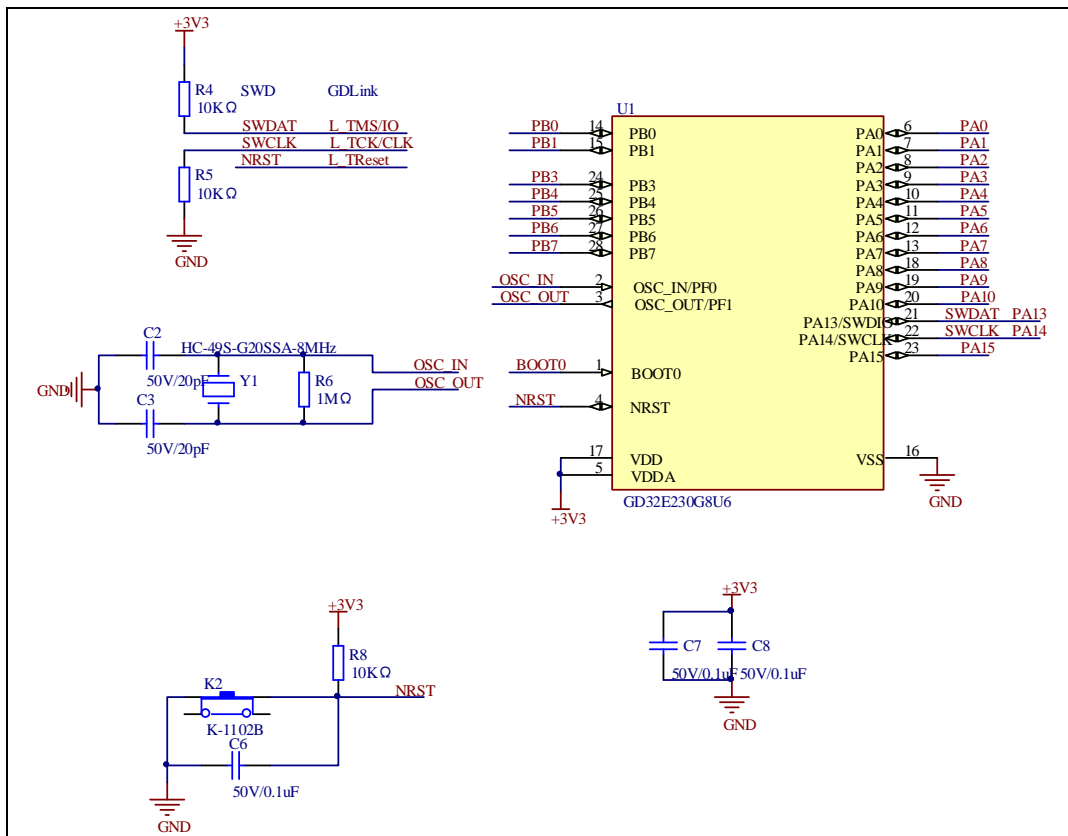 +3V3
R4
10KΩ
SWD GDLink
SWDAT L_TMS/IO
SWCLK L_TCK/CLK
NRST L_TReset
R5
10KΩ
GND
U1
PB0 14 PB0
PB1 15 PB1
PB3 24 PB3
PB4 25 PB4
PB5 26 PB5
PB6 27 PB6
PB7 28 PB7
OSC_IN 2 OSC_IN/PF0
OSC_OUT 3 OSC_OUT/PF1
BOOT0 1 BOOT0
NRST 4 NRST
17 VDD
5 VDDA
+3V3
PA0 6 PA0
PA1 7 PA1
PA2 8 PA2
PA3 9 PA3
PA4 10 PA4
PA5 11 PA5
PA6 12 PA6
PA7 13 PA7
PA8 18 PA8
PA9 19 PA9
PA10 20 PA10
PA13/SWDIO 21 SWDAT PA13
PA14/SWCLK 22 SWCLK PA14
PA15 23 PA15
VSS 16
GND
GD32E230G8U6
C2
HC-49S-G20SSA-8MHz
50V/20pF
Y1
R6
1MΩ
OSC_IN
OSC_OUT
GND
C3
50V/20pF
+3V3
R8
10KΩ
K2
NRST
K-1102B
C6
50V/0.1uF
GND
+3V3
C7 C8
50V/0.1uF 50V/0.1uF
GND